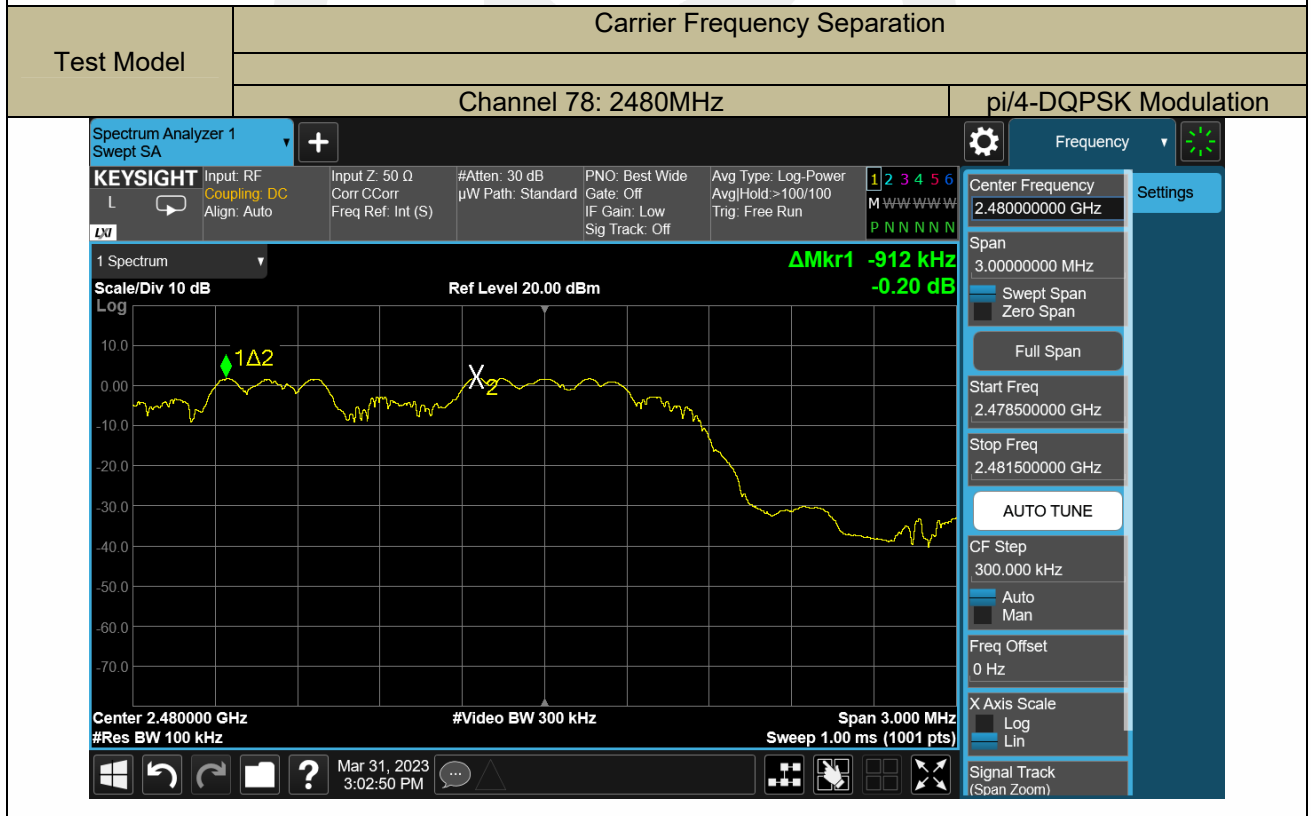 Carrier Frequency Separation
Test Model
Channel 78: 2480MHz
pi/4-DQPSK Modulation
Spectrum Analyzer 1
Swept SA
+
Frequency
KEYSIGHT
L
LXI
Input: RF
Coupling: DC
Align: Auto
Input Z: 50 Ω
Corr CCorr
Freq Ref: Int (S)
#Atten: 30 dB
µW Path: Standard
PNO: Best Wide
Gate: Off
IF Gain: Low
Sig Track: Off
Avg Type: Log-Power
Avg|Hold:>100/100
Trig: Free Run
1 2 3 4 5 6
M W W W W W
P N N N N N
1 Spectrum
Scale/Div 10 dB
Log
Ref Level 20.00 dBm
ΔMkr1 -912 kHz
-0.20 dB
10.0
0.00
-10.0
-20.0
-30.0
-40.0
-50.0
-60.0
-70.0
1Δ2
X2
Center 2.480000 GHz
#Res BW 100 kHz
#Video BW 300 kHz
Span 3.000 MHz
Sweep 1.00 ms (1001 pts)
?
Mar 31, 2023
3:02:50 PM
Center Frequency
2.480000000 GHz
Span
3.00000000 MHz
Swept Span
Zero Span
Full Span
Start Freq
2.478500000 GHz
Stop Freq
2.481500000 GHz
AUTO TUNE
CF Step
300.000 kHz
Auto
Man
Freq Offset
0 Hz
X Axis Scale
Log
Lin
Signal Track
(Span Zoom)
Settings